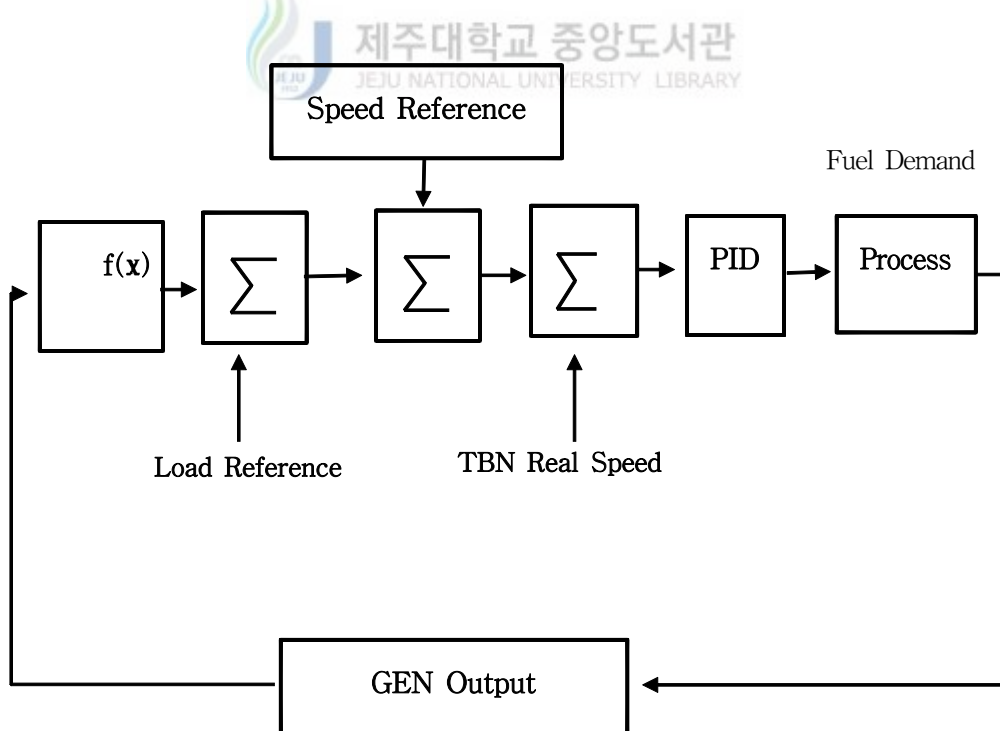 제주대학교 중앙도서관
JEJU NATIONAL UNIVERSITY LIBRARY
JEJU
Speed Reference
Fuel Demand
f(x)
∑
∑
∑
PID
Process
Load Reference
TBN Real Speed
GEN Output